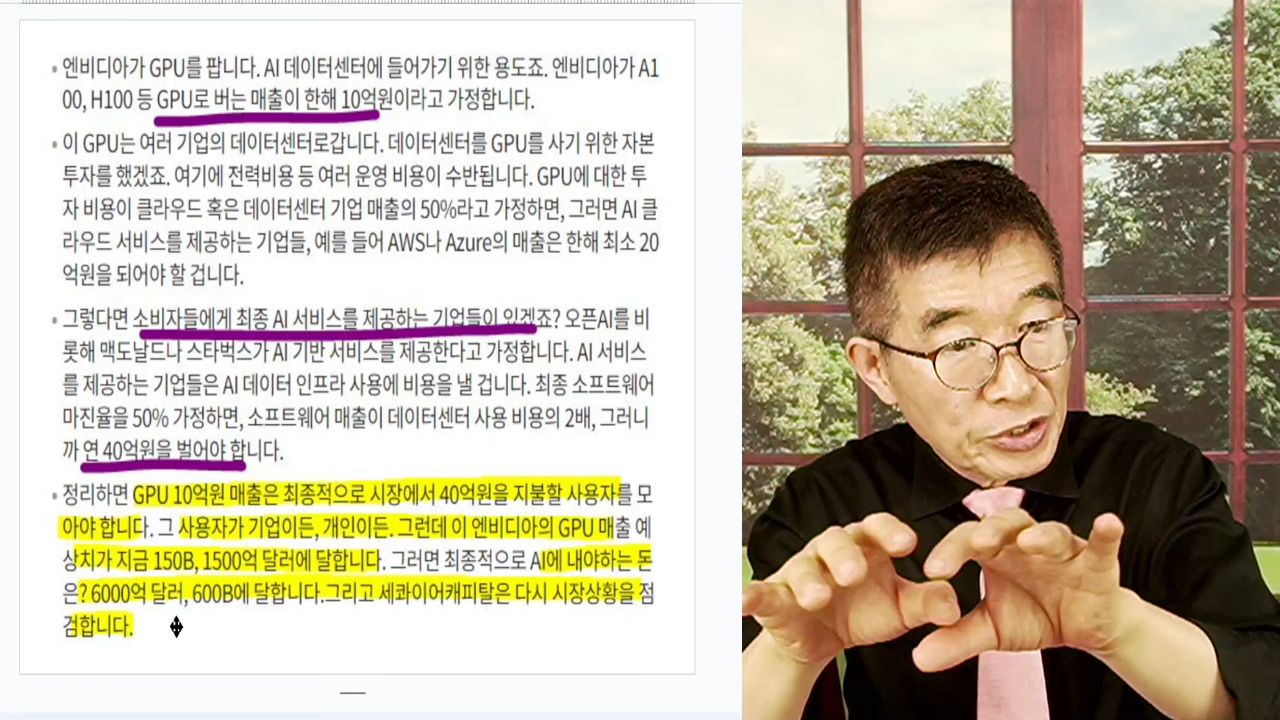 • 엔비디아가 GPU를 팝니다. AI 데이터센터에 들어가기 위한 용도죠. 엔비디아가 A1
00, H100 등 GPU로 버는 매출이 한해 10억원이라고 가정합니다.
• 이 GPU는 여러 기업의 데이터센터로갑니다. 데이터센터를 GPU를 사기 위한 자본
투자를 했겠죠. 여기에 전력비용 등 여러 운영 비용이 수반됩니다. GPU에 대한 투
자 비용이 클라우드 혹은 데이터센터 기업 매출의 50%라고 가정하면, 그러면 AI 클
라우드 서비스를 제공하는 기업들, 예를 들어 AWS나 Azure의 매출은 한해 최소 20
억원을 되어야 할 겁니다.
• 그렇다면 소비자들에게 최종 AI 서비스를 제공하는 기업들이 있겠죠? 오픈AI를 비
롯해 맥도날드나 스타벅스가 AI 기반 서비스를 제공한다고 가정합니다. AI 서비스
를 제공하는 기업들은 AI 데이터 인프라 사용에 비용을 낼 겁니다. 최종 소프트웨어
마진율을 50% 가정하면, 소프트웨어 매출이 데이터센터 사용 비용의 2배, 그러니
까 연 40억원을 벌어야 합니다.
• 정리하면 GPU 10억원 매출은 최종적으로 시장에서 40억원을 지불할 사용자를 모
아야 합니다. 그 사용자가 기업이든, 개인이든. 그런데 이 엔비디아의 GPU 매출 예
상치가 지금 150B, 1500억 달러에 달합니다. 그러면 최종적으로 AI에 내야하는 돈
은? 6000억 달러, 600B에 달합니다.그리고 세콰이어캐피탈은 다시 시장상황을 점
검합니다.